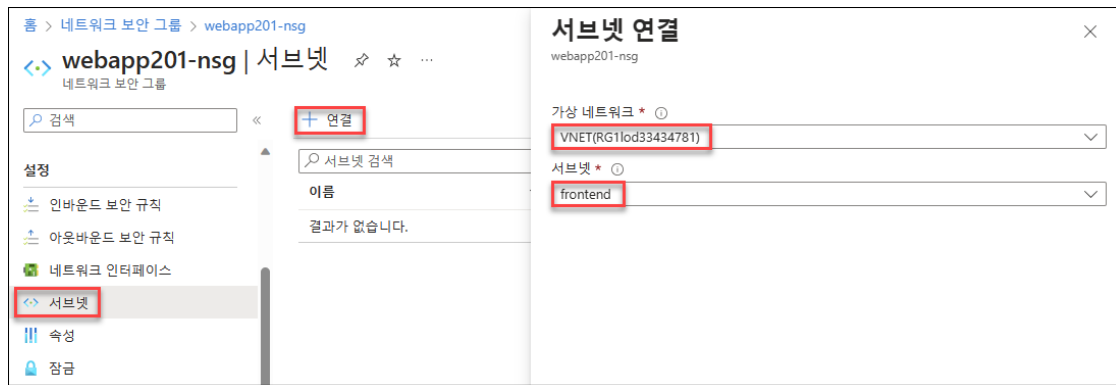 홈 > 네트워크 보안 그룹 > webapp201-nsg
webapp201-nsg | 서브넷
네트워크 보안 그룹
검색
설정
인바운드 보안 규칙
아웃바운드 보안 규칙
네트워크 인터페이스
서브넷
속성
잠금
+ 연결
서브넷 검색
이름
결과가 없습니다.
서브넷 연결
webapp201-nsg
가상 네트워크 *
VNET(RG1lod33434781)
서브넷 *
frontend